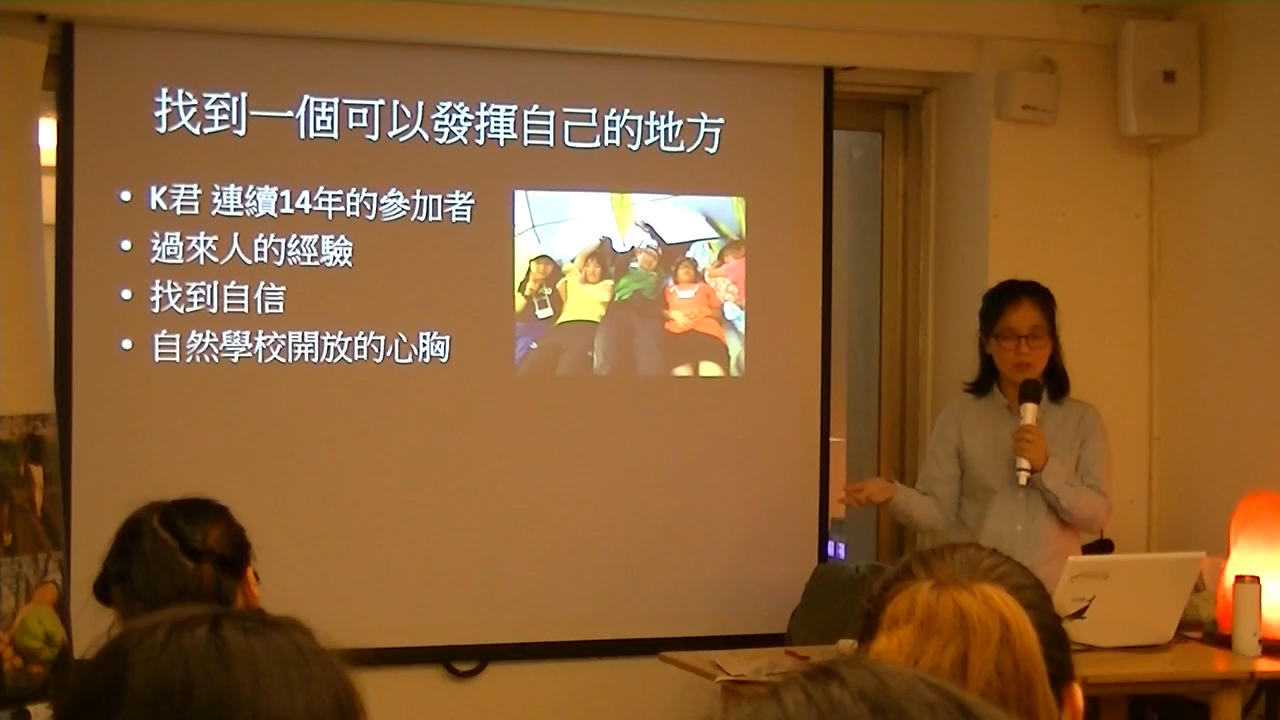 找到一個可以發揮自己的地方
• K君 連續14年的參加者
• 過來人的經驗
• 找到自信
• 自然學校開放的心胸